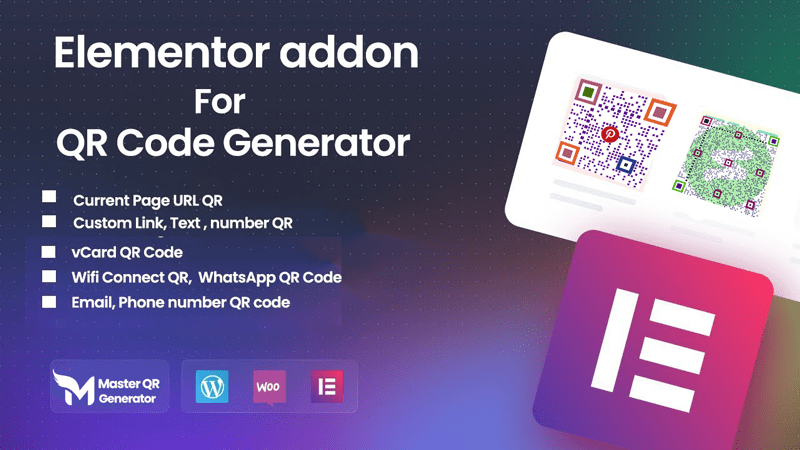 Elementor addon
For
QR Code Generator
Current Page URL QR
Custom Link, Text , number QR
vCard QR Code
Wifi Connect QR, WhatsApp QR Code
Email, Phone number QR code
Master QR
Generator
Woo